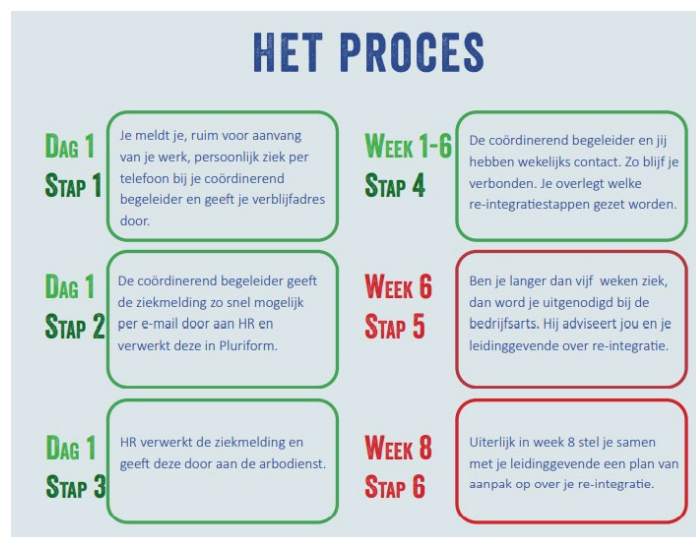 HET PROCES
DAG 1
STAP 1
Je meldt je, ruim voor aanvang
van je werk, persoonlijk ziek per
telefoon bij je coördinerend
begeleider en geeft je verblijfadres
door.
DAG 1
STAP 2
De coördinerend begeleider geeft
de ziekmelding zo snel mogelijk
per e-mail door aan HR en
verwerkt deze in Pluriform.
DAG 1
STAP 3
HR verwerkt de ziekmelding en
geeft deze door aan de arbodienst.
WEEK 1-6
STAP 4
De coördinerend begeleider en jij
hebben wekelijks contact. Zo blijf je
verbonden. Je overlegt welke
re-integratiestappen gezet worden.
WEEK 6
STAP 5
Ben je langer dan vijf weken ziek,
dan word je uitgenodigd bij de
bedrijfsarts. Hij adviseert jou en je
leidinggevende over re-integratie.
WEEK 8
STAP 6
Uiterlijk in week 8 stel je samen
met je leidinggevende een plan van
aanpak op over je re-integratie.